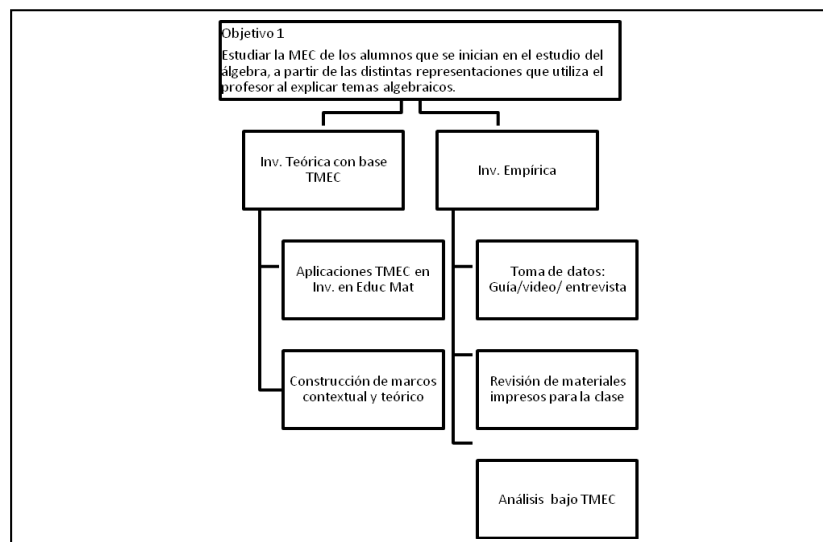 Objetivo 1
Estudiar la MEC de los alumnos que se inician en el estudio del
álgebra, a partir de las distintas representaciones que utiliza el
profesor al explicar temas algebraicos.
Inv. Teórica con base
TMEC
Inv. Empírica
Aplicaciones TMEC en
Inv. en Educ Mat
Toma de datos:
Guía/video/ entrevista
Construcción de marcos
contextual y teórico
Revisión de materiales
impresos para la clase
Análisis bajo TMEC